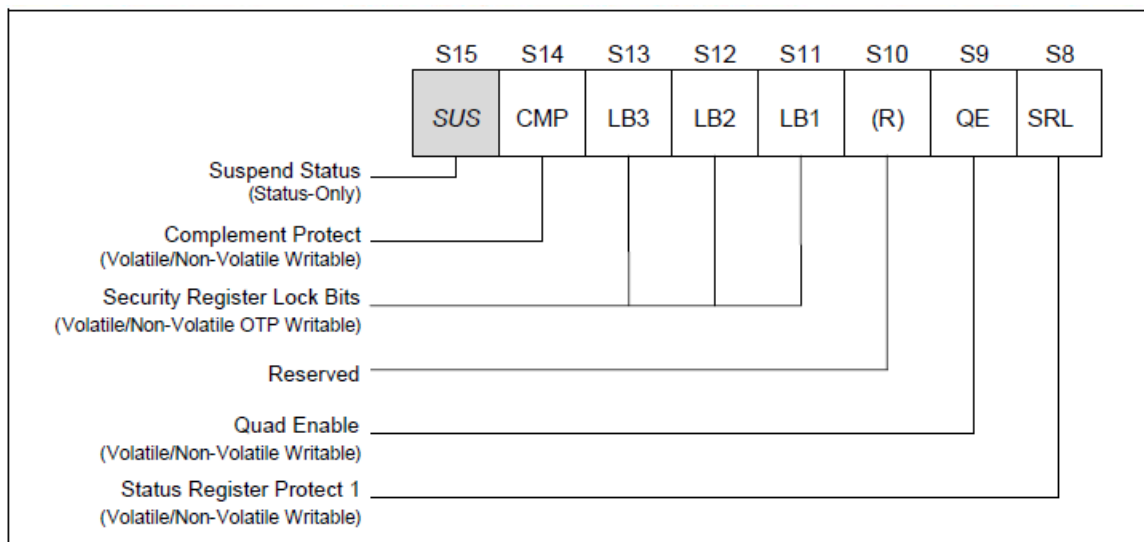 S15 S14 S13 S12 S11 S10 S9 S8
SUS CMP LB3 LB2 LB1 (R) QE SRL
Suspend Status
(Status-Only)
Complement Protect
(Volatile/Non-Volatile Writable)
Security Register Lock Bits
(Volatile/Non-Volatile OTP Writable)
Reserved
Quad Enable
(Volatile/Non-Volatile Writable)
Status Register Protect 1
(Volatile/Non-Volatile Writable)